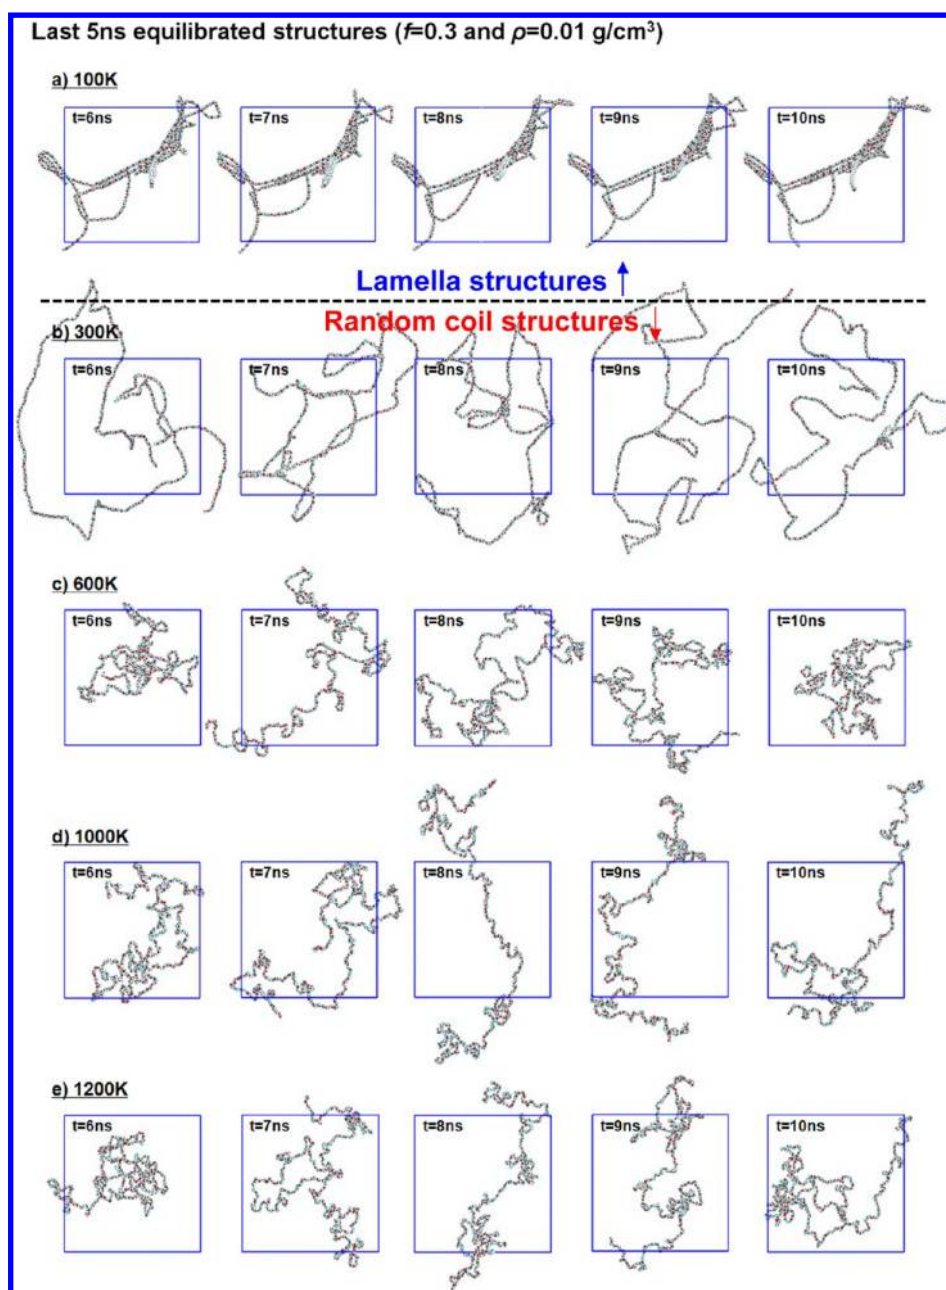 Last 5ns equilibrated structures (f=0.3 and ρ=0.01 g/cm³)
a) 100K
t=6ns t=7ns t=8ns t=9ns t=10ns
Lamella structures
Random coil structures
b) 300K
t=6ns t=7ns t=8ns t=9ns t=10ns
c) 600K
t=6ns t=7ns t=8ns t=9ns t=10ns
d) 1000K
t=6ns t=7ns t=8ns t=9ns t=10ns
e) 1200K
t=6ns t=7ns t=8ns t=9ns t=10ns